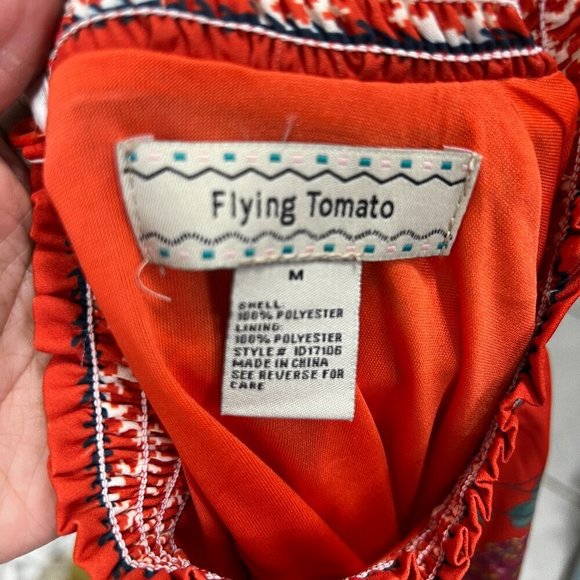 Flying Tomato
M
SHELL:
100% POLYESTER
LINING:
100% POLYESTER
STYLE# ID17106
MADE IN CHINA
SEE REVERSE FOR
CARE